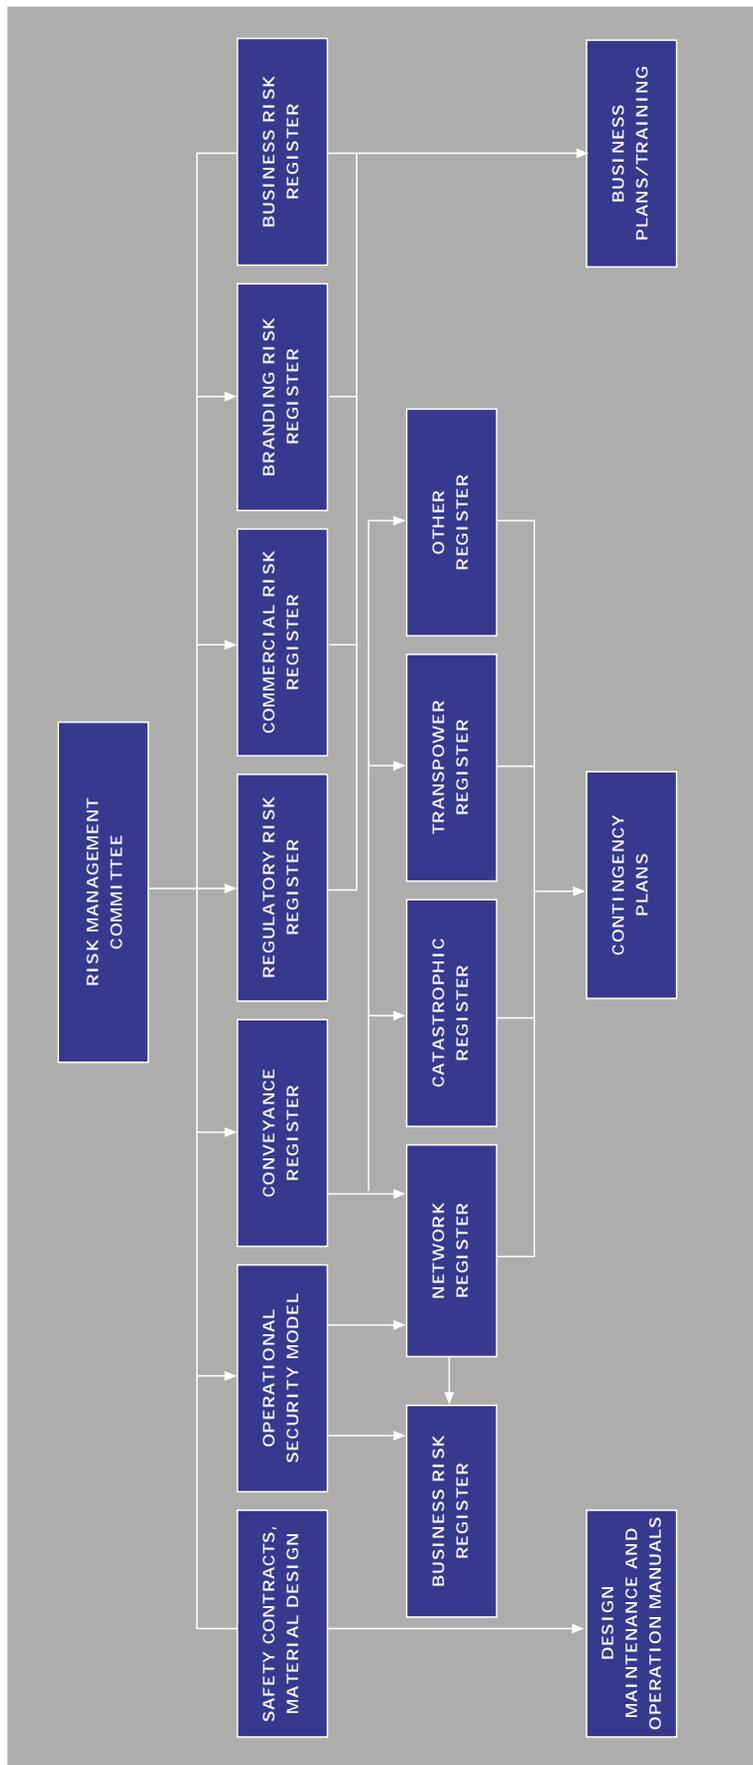 RISK MANAGEMENT
COMMITTEE
SAFETY CONTRACTS,
MATERIAL DESIGN
OPERATIONAL
SECURITY MODEL
CONVEYANCE
REGISTER
REGULATORY RISK
REGISTER
COMMERCIAL RISK
REGISTER
BRANDING RISK
REGISTER
BUSINESS RISK
REGISTER
BUSINESS RISK
REGISTER
NETWORK
REGISTER
CATASTROPHIC
REGISTER
TRANSPOWER
REGISTER
OTHER
REGISTER
DESIGN
MAINTENANCE AND
OPERATION MANUALS
CONTINGENCY
PLANS
BUSINESS
PLANS/TRAINING